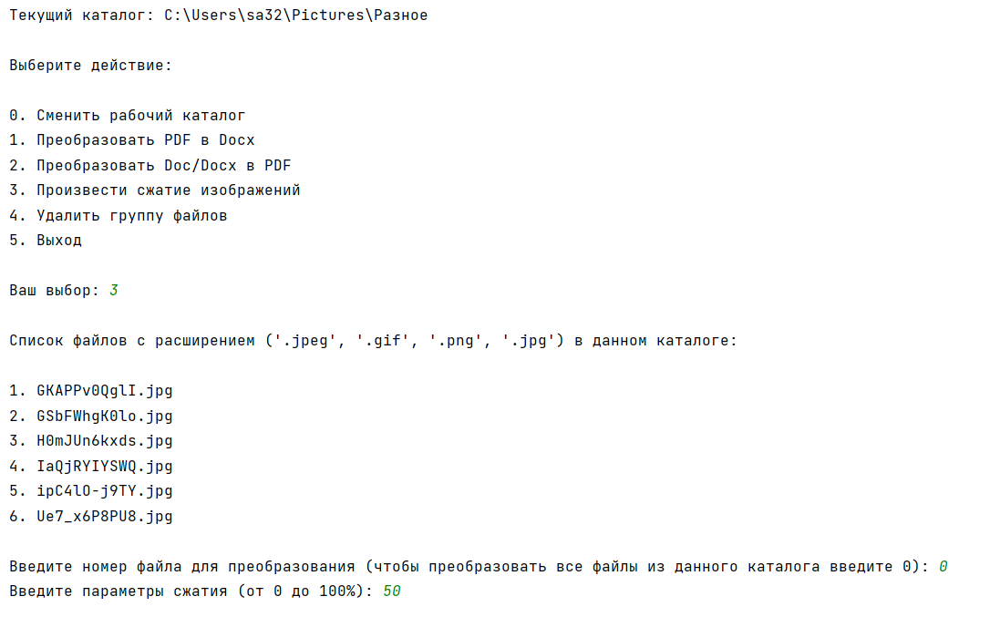 Текущий каталог: C:\Users\sa32\Pictures\Разное
Выберите действие:
0. Сменить рабочий каталог
1. Преобразовать PDF в Docx
2. Преобразовать Doc/Docx в PDF
3. Произвести сжатие изображений
4. Удалить группу файлов
5. Выход
Ваш выбор: 3
Список файлов с расширением ('.jpeg', '.gif', '.png', '.jpg') в данном каталоге:
1. GKAPPv0QglI.jpg
2. GSbFWhgK0lo.jpg
3. H0mJUn6kxds.jpg
4. IaQjRYIYSWQ.jpg
5. ipC4lO-j9TY.jpg
6. Ue7_x6P8PU8.jpg
Введите номер файла для преобразования (чтобы преобразовать все файлы из данного каталога введите 0): 0
Введите параметры сжатия (от 0 до 100%): 50